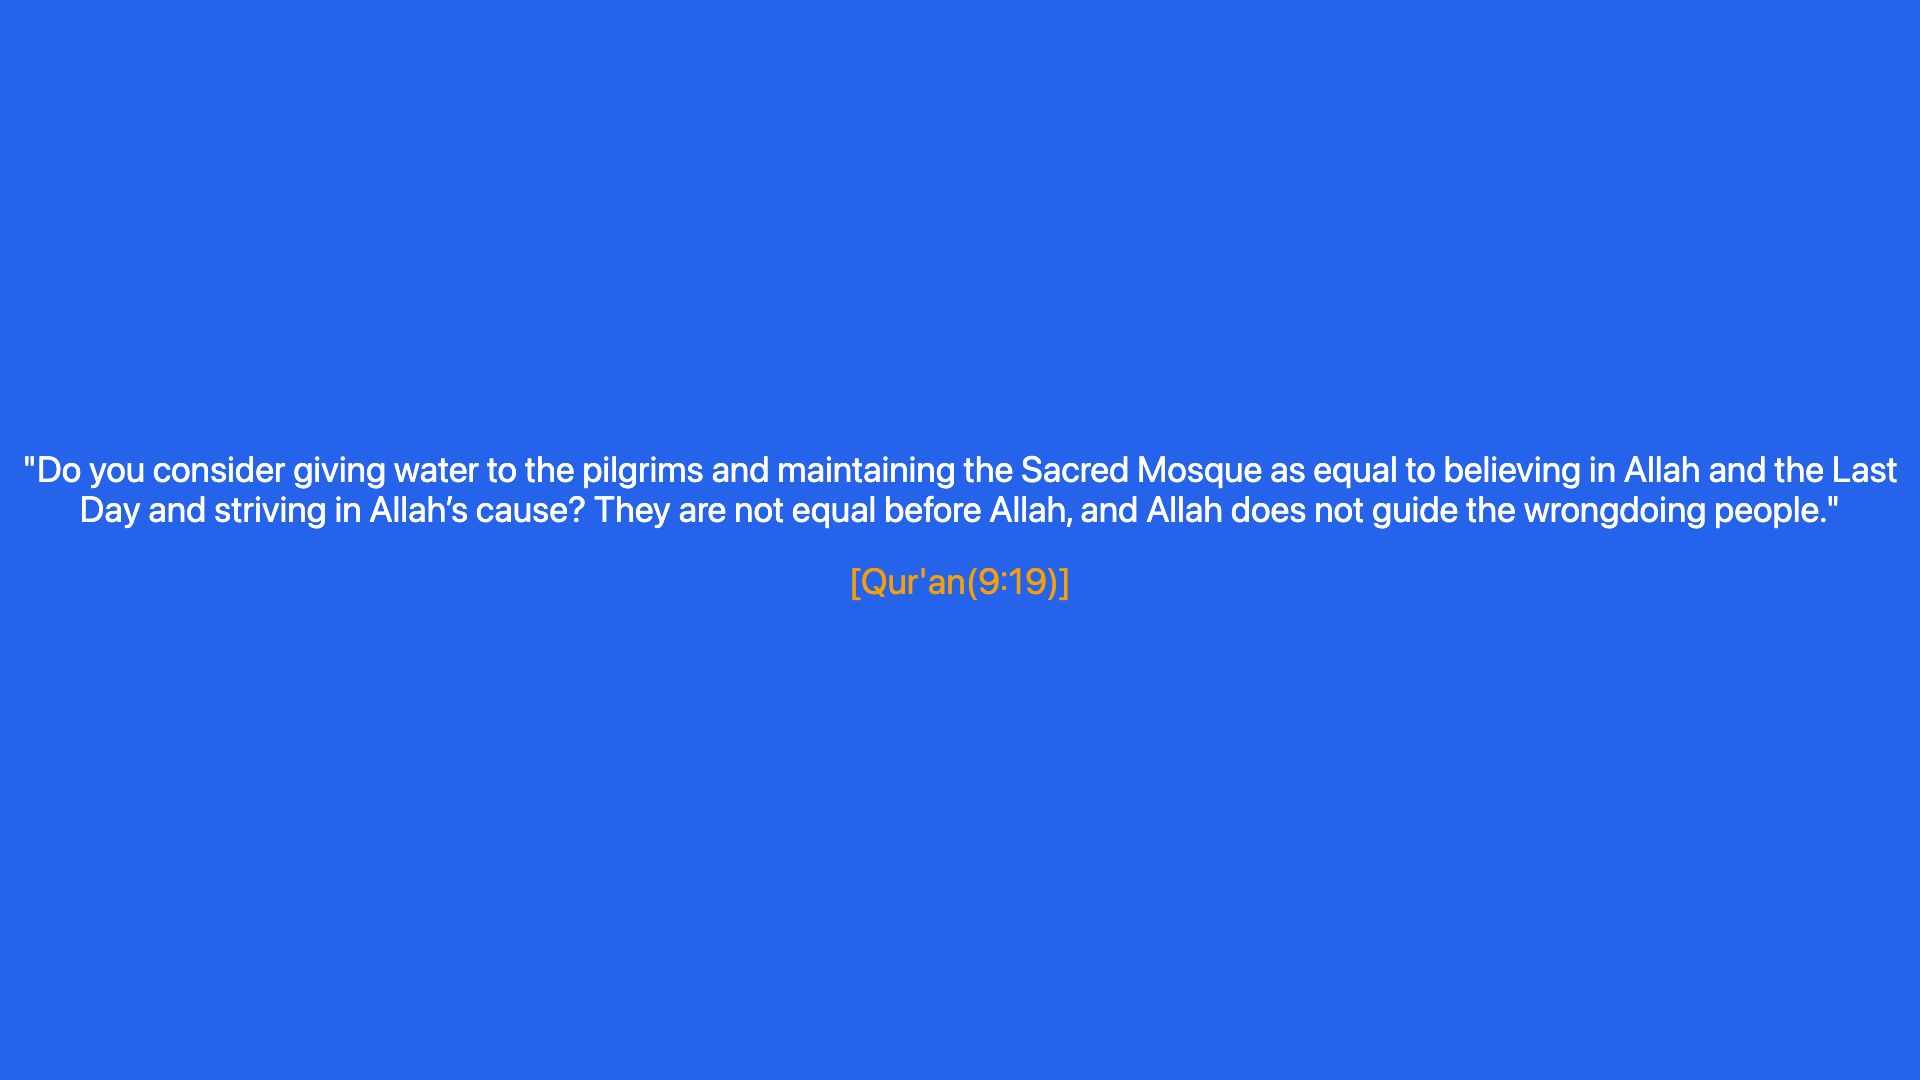 "Do you consider giving water to the pilgrims and maintaining the Sacred Mosque as equal to believing in Allah and the Last
Day and striving in Allah’s cause? They are not equal before Allah, and Allah does not guide the wrongdoing people."
[Qur'an(9:19)]